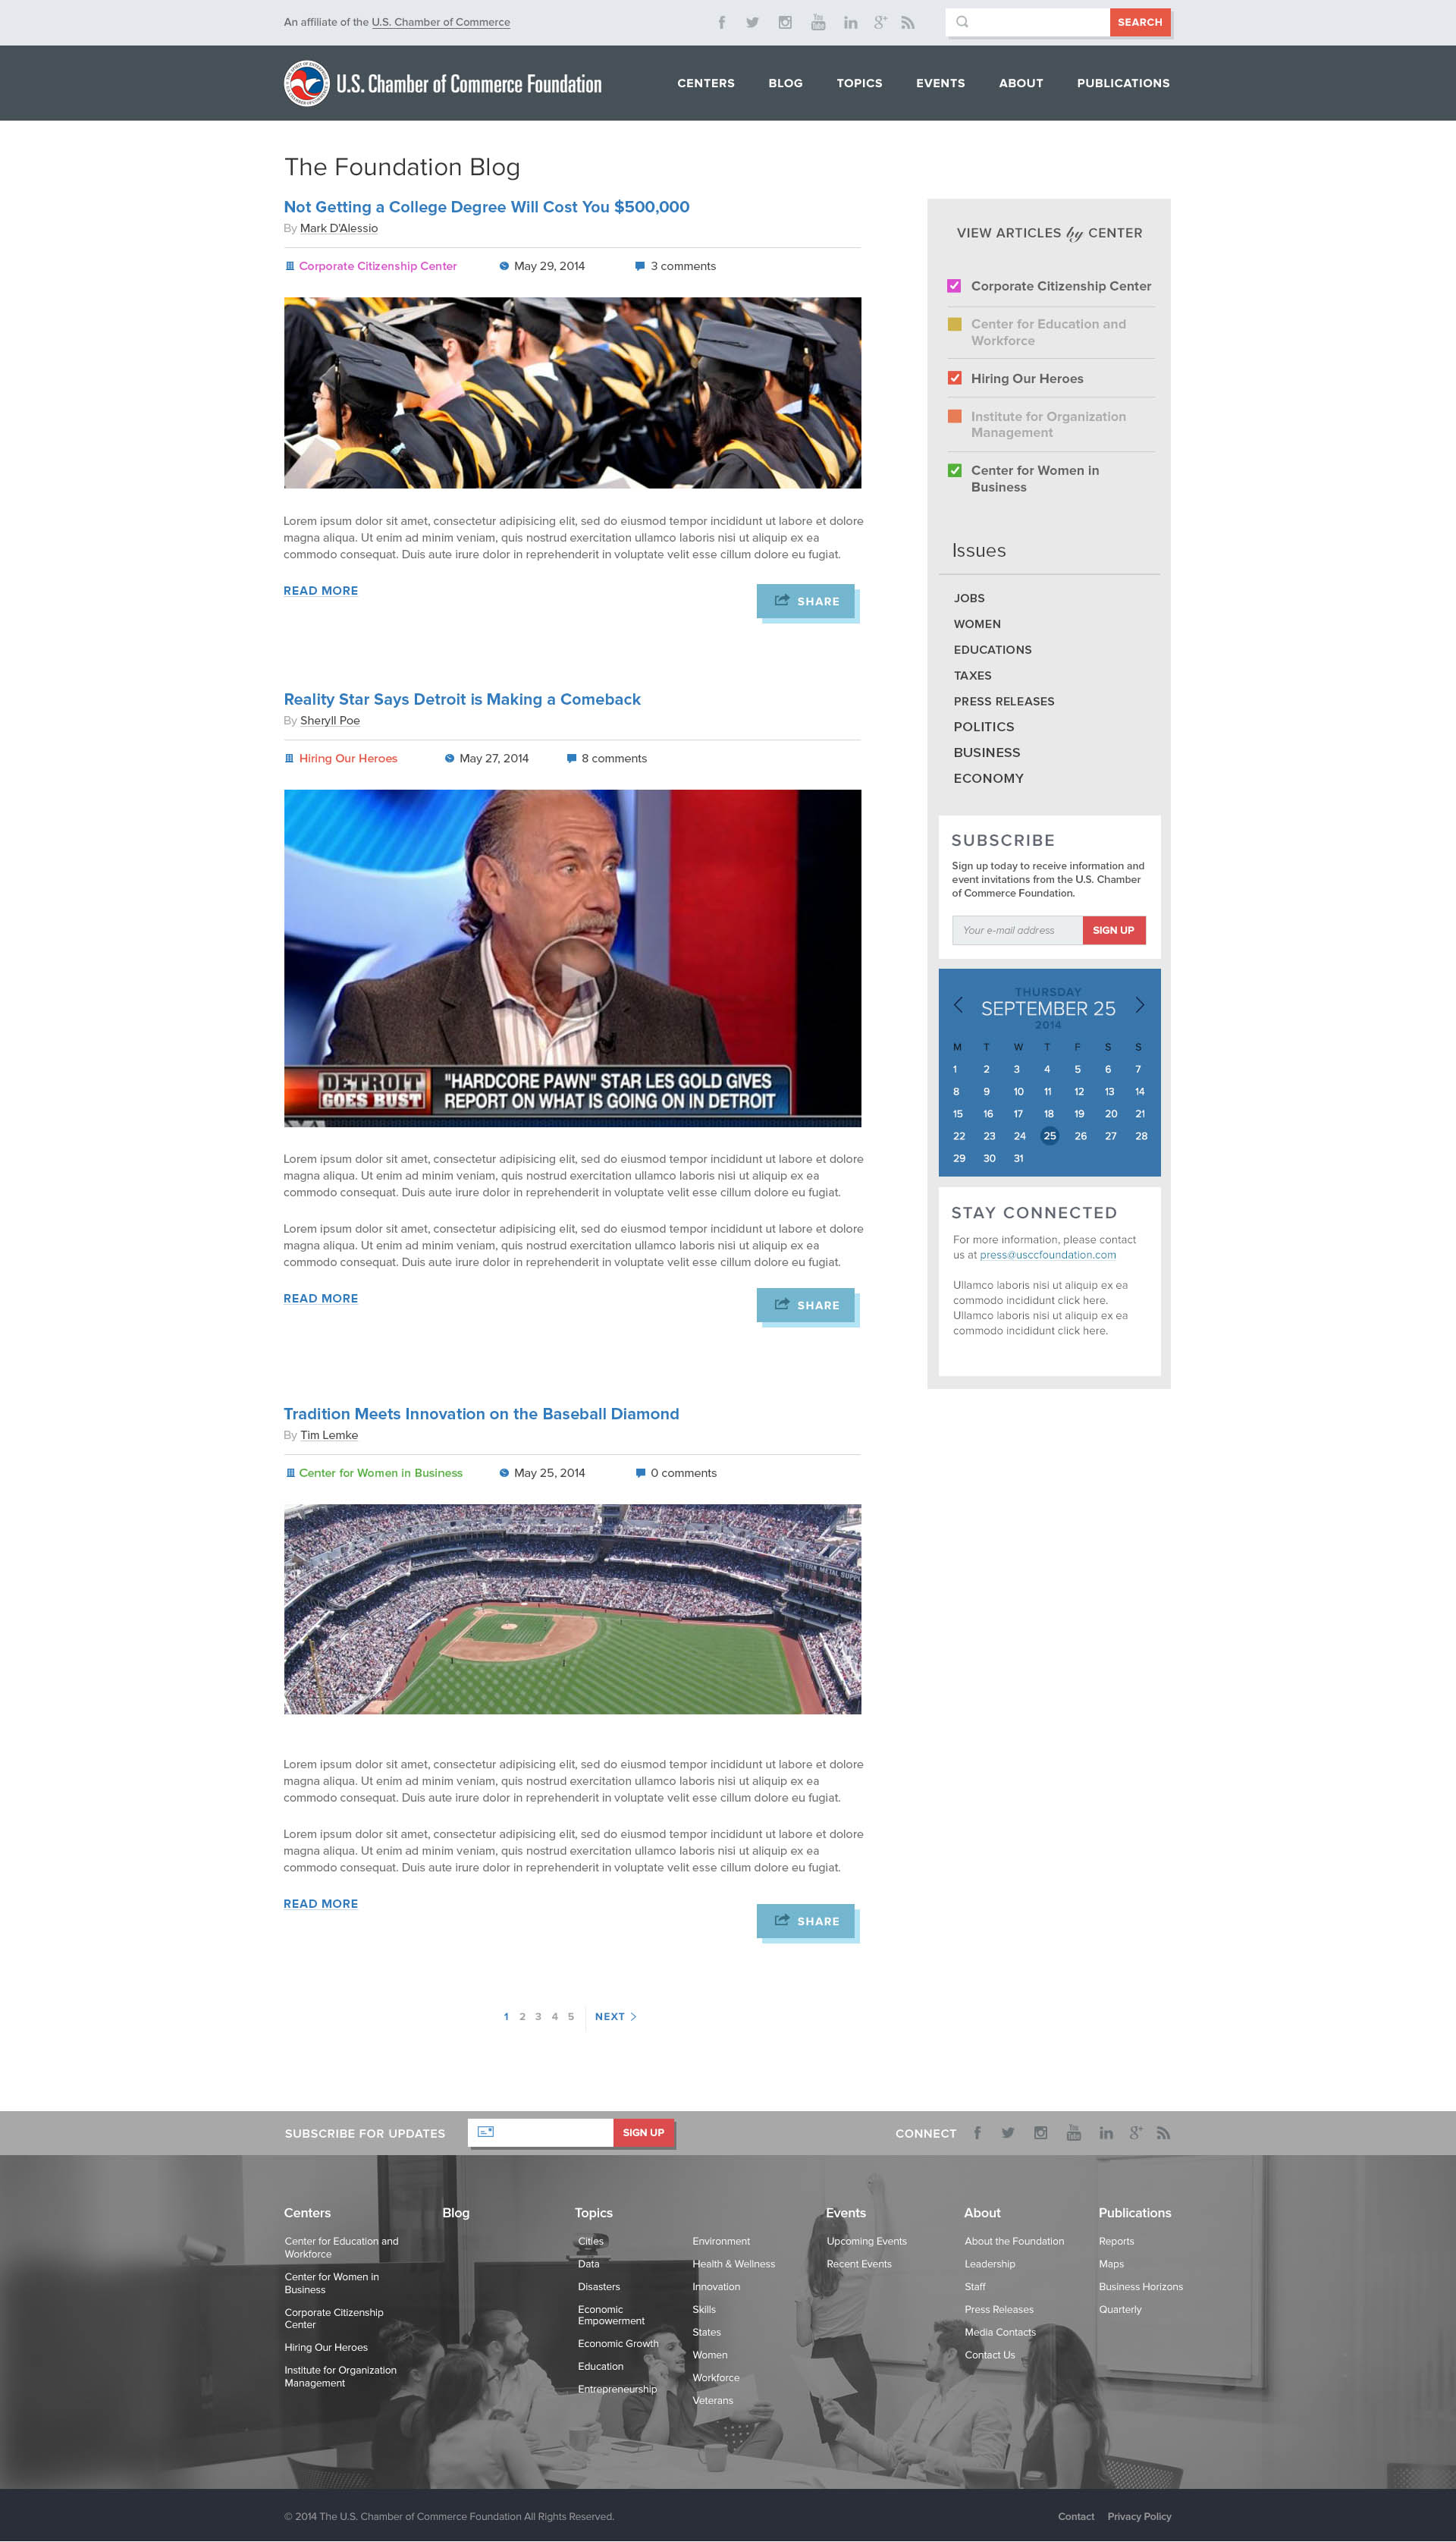 An affiliate of the U.S. Chamber of Commerce
SEARCH
U.S. Chamber of Commerce Foundation
CENTERS BLOG TOPICS EVENTS ABOUT PUBLICATIONS
The Foundation Blog
Not Getting a College Degree Will Cost You $500,000
By Mark D'Alessio
Corporate Citizenship Center May 29, 2014 3 comments
Lorem ipsum dolor sit amet, consectetur adipisicing elit, sed do eiusmod tempor incididunt ut labore et dolore
magna aliqua. Ut enim ad minim veniam, quis nostrud exercitation ullamco laboris nisi ut aliquip ex ea
commodo consequat. Duis aute irure dolor in reprehenderit in voluptate velit esse cillum dolore eu fugiat.
READ MORE
SHARE
Reality Star Says Detroit is Making a Comeback
By Sheryll Poe
Hiring Our Heroes May 27, 2014 8 comments
DETROIT
GOES BUST
"HARDCORE PAWN" STAR LES GOLD GIVES
REPORT ON WHAT IS GOING ON IN DETROIT
Lorem ipsum dolor sit amet, consectetur adipisicing elit, sed do eiusmod tempor incididunt ut labore et dolore
magna aliqua. Ut enim ad minim veniam, quis nostrud exercitation ullamco laboris nisi ut aliquip ex ea
commodo consequat. Duis aute irure dolor in reprehenderit in voluptate velit esse cillum dolore eu fugiat.
Lorem ipsum dolor sit amet, consectetur adipisicing elit, sed do eiusmod tempor incididunt ut labore et dolore
magna aliqua. Ut enim ad minim veniam, quis nostrud exercitation ullamco laboris nisi ut aliquip ex ea
commodo consequat. Duis aute irure dolor in reprehenderit in voluptate velit esse cillum dolore eu fugiat.
READ MORE
SHARE
Tradition Meets Innovation on the Baseball Diamond
By Tim Lemke
Center for Women in Business May 25, 2014 0 comments
WESTERN METAL SUPPLY
Lorem ipsum dolor sit amet, consectetur adipisicing elit, sed do eiusmod tempor incididunt ut labore et dolore
magna aliqua. Ut enim ad minim veniam, quis nostrud exercitation ullamco laboris nisi ut aliquip ex ea
commodo consequat. Duis aute irure dolor in reprehenderit in voluptate velit esse cillum dolore eu fugiat.
Lorem ipsum dolor sit amet, consectetur adipisicing elit, sed do eiusmod tempor incididunt ut labore et dolore
magna aliqua. Ut enim ad minim veniam, quis nostrud exercitation ullamco laboris nisi ut aliquip ex ea
commodo consequat. Duis aute irure dolor in reprehenderit in voluptate velit esse cillum dolore eu fugiat.
READ MORE
SHARE
1 2 3 4 5 NEXT
VIEW ARTICLES by CENTER
Corporate Citizenship Center
Center for Education and
Workforce
Hiring Our Heroes
Institute for Organization
Management
Center for Women in
Business
Issues
JOBS
WOMEN
EDUCATIONS
TAXES
PRESS RELEASES
POLITICS
BUSINESS
ECONOMY
SUBSCRIBE
Sign up today to receive information and
event invitations from the U.S. Chamber
of Commerce Foundation.
Your e-mail address SIGN UP
THURSDAY
SEPTEMBER 25
2014
M T W T F S S
1 2 3 4 5 6 7
8 9 10 11 12 13 14
15 16 17 18 19 20 21
22 23 24 25 26 27 28
29 30 31
STAY CONNECTED
For more information, please contact
us at press@usccfoundation.com
Ullamco laboris nisi ut aliquip ex ea
commodo incididunt click here.
Ullamco laboris nisi ut aliquip ex ea
commodo incididunt click here.
SUBSCRIBE FOR UPDATES SIGN UP CONNECT
Centers
Center for Education and
Workforce
Center for Women in
Business
Corporate Citizenship
Center
Hiring Our Heroes
Institute for Organization
Management
Blog
Topics
Cities
Data
Disasters
Economic
Empowerment
Economic Growth
Education
Entrepreneurship
Environment
Health & Wellness
Innovation
Skills
States
Women
Workforce
Veterans
Events
Upcoming Events
Recent Events
About
About the Foundation
Leadership
Staff
Press Releases
Media Contacts
Contact Us
Publications
Reports
Maps
Business Horizons
Quarterly
© 2014 The U.S. Chamber of Commerce Foundation All Rights Reserved.
Contact Privacy Policy